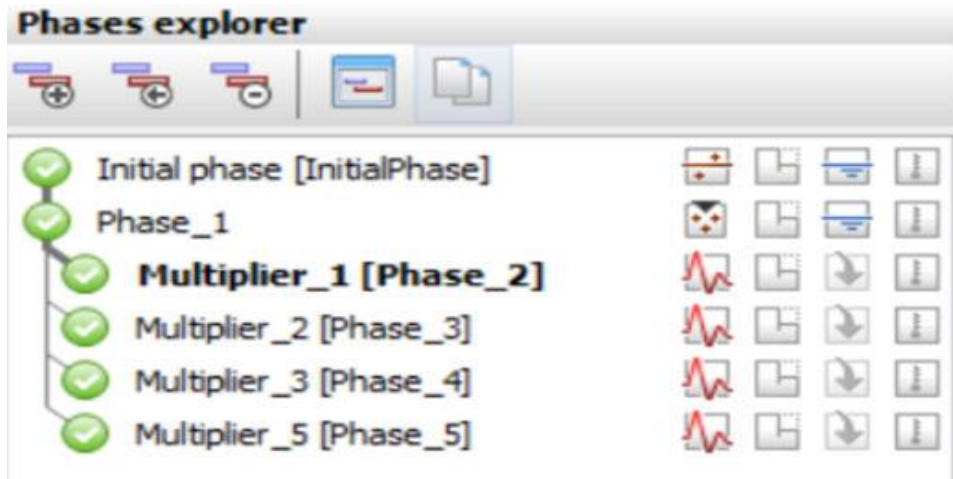 Phases explorer
Initial phase [InitialPhase]
Phase_1
Multiplier_1 [Phase_2]
Multiplier_2 [Phase_3]
Multiplier_3 [Phase_4]
Multiplier_5 [Phase_5]